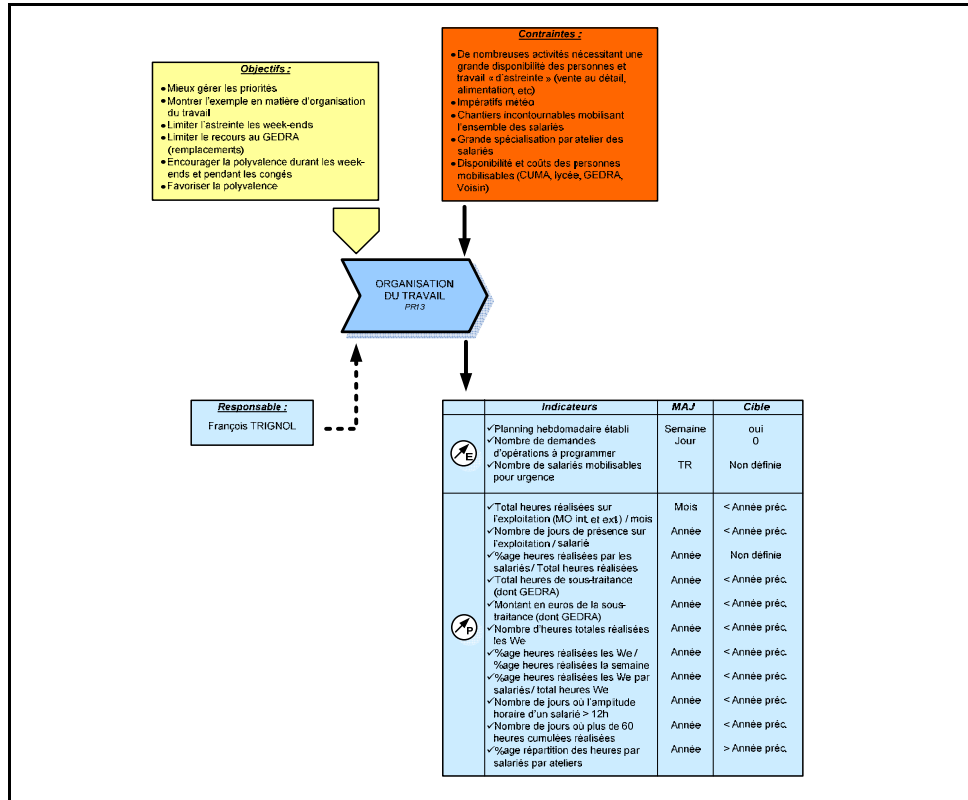 Objectifs :
• Mieux gérer les priorités
• Montrer l'exemple en matière d'organisation
du travail
• Limiter l'astreinte les week-ends
• Limiter le recours au GEDRA
(remplacements)
• Encourager la polyvalence durant les week-
ends et pendant les congés
• Favoriser la polyvalence
Contraintes :
• De nombreuses activités nécessitant une
grande disponibilité des personnes et
travail « d'astreinte » (vente au détail,
alimentation, etc)
• Impératifs météo
• Chantiers incontournables mobilisant
l'ensemble des salariés
• Grande spécialisation par atelier des
salariés
• Disponibilité et coûts des personnes
mobilisables (CUMA, lycée, GEDRA,
Voisin)
ORGANISATION
DU TRAVAIL
PR13
Responsable :
François TRIGNOL
Indicateurs MAJ Cible
E
✓Planning hebdomadaire établi Semaine oui
✓Nombre de demandes Jour 0
d'opérations à programmer
✓Nombre de salariés mobilisables TR Non définie
pour urgence
P
✓Total heures réalisées sur Mois < Année préc.
l'exploitation (MO int. et ext.) / mois
✓Nombre de jours de présence sur Année < Année préc.
l'exploitation / salarié
✓%age heures réalisées par les Année Non définie
salariés / Total heures réalisées
✓Total heures de sous-traitance Année < Année préc.
(dont GEDRA)
✓Montant en euros de la sous- Année < Année préc.
traitance (dont GEDRA)
✓Nombre d'heures totales réalisées Année < Année préc.
les We
✓%age heures réalisées les We / Année < Année préc.
%age heures réalisées la semaine
✓%age heures réalisées les We par Année < Année préc.
salariés / total heures We
✓Nombre de jours où l'amptitude Année < Année préc.
horaire d'un salarié > 12h
✓Nombre de jours où plus de 60 Année < Année préc.
heures cumulées réalisées
✓%age répartition des heures par Année > Année préc.
salariés par ateliers